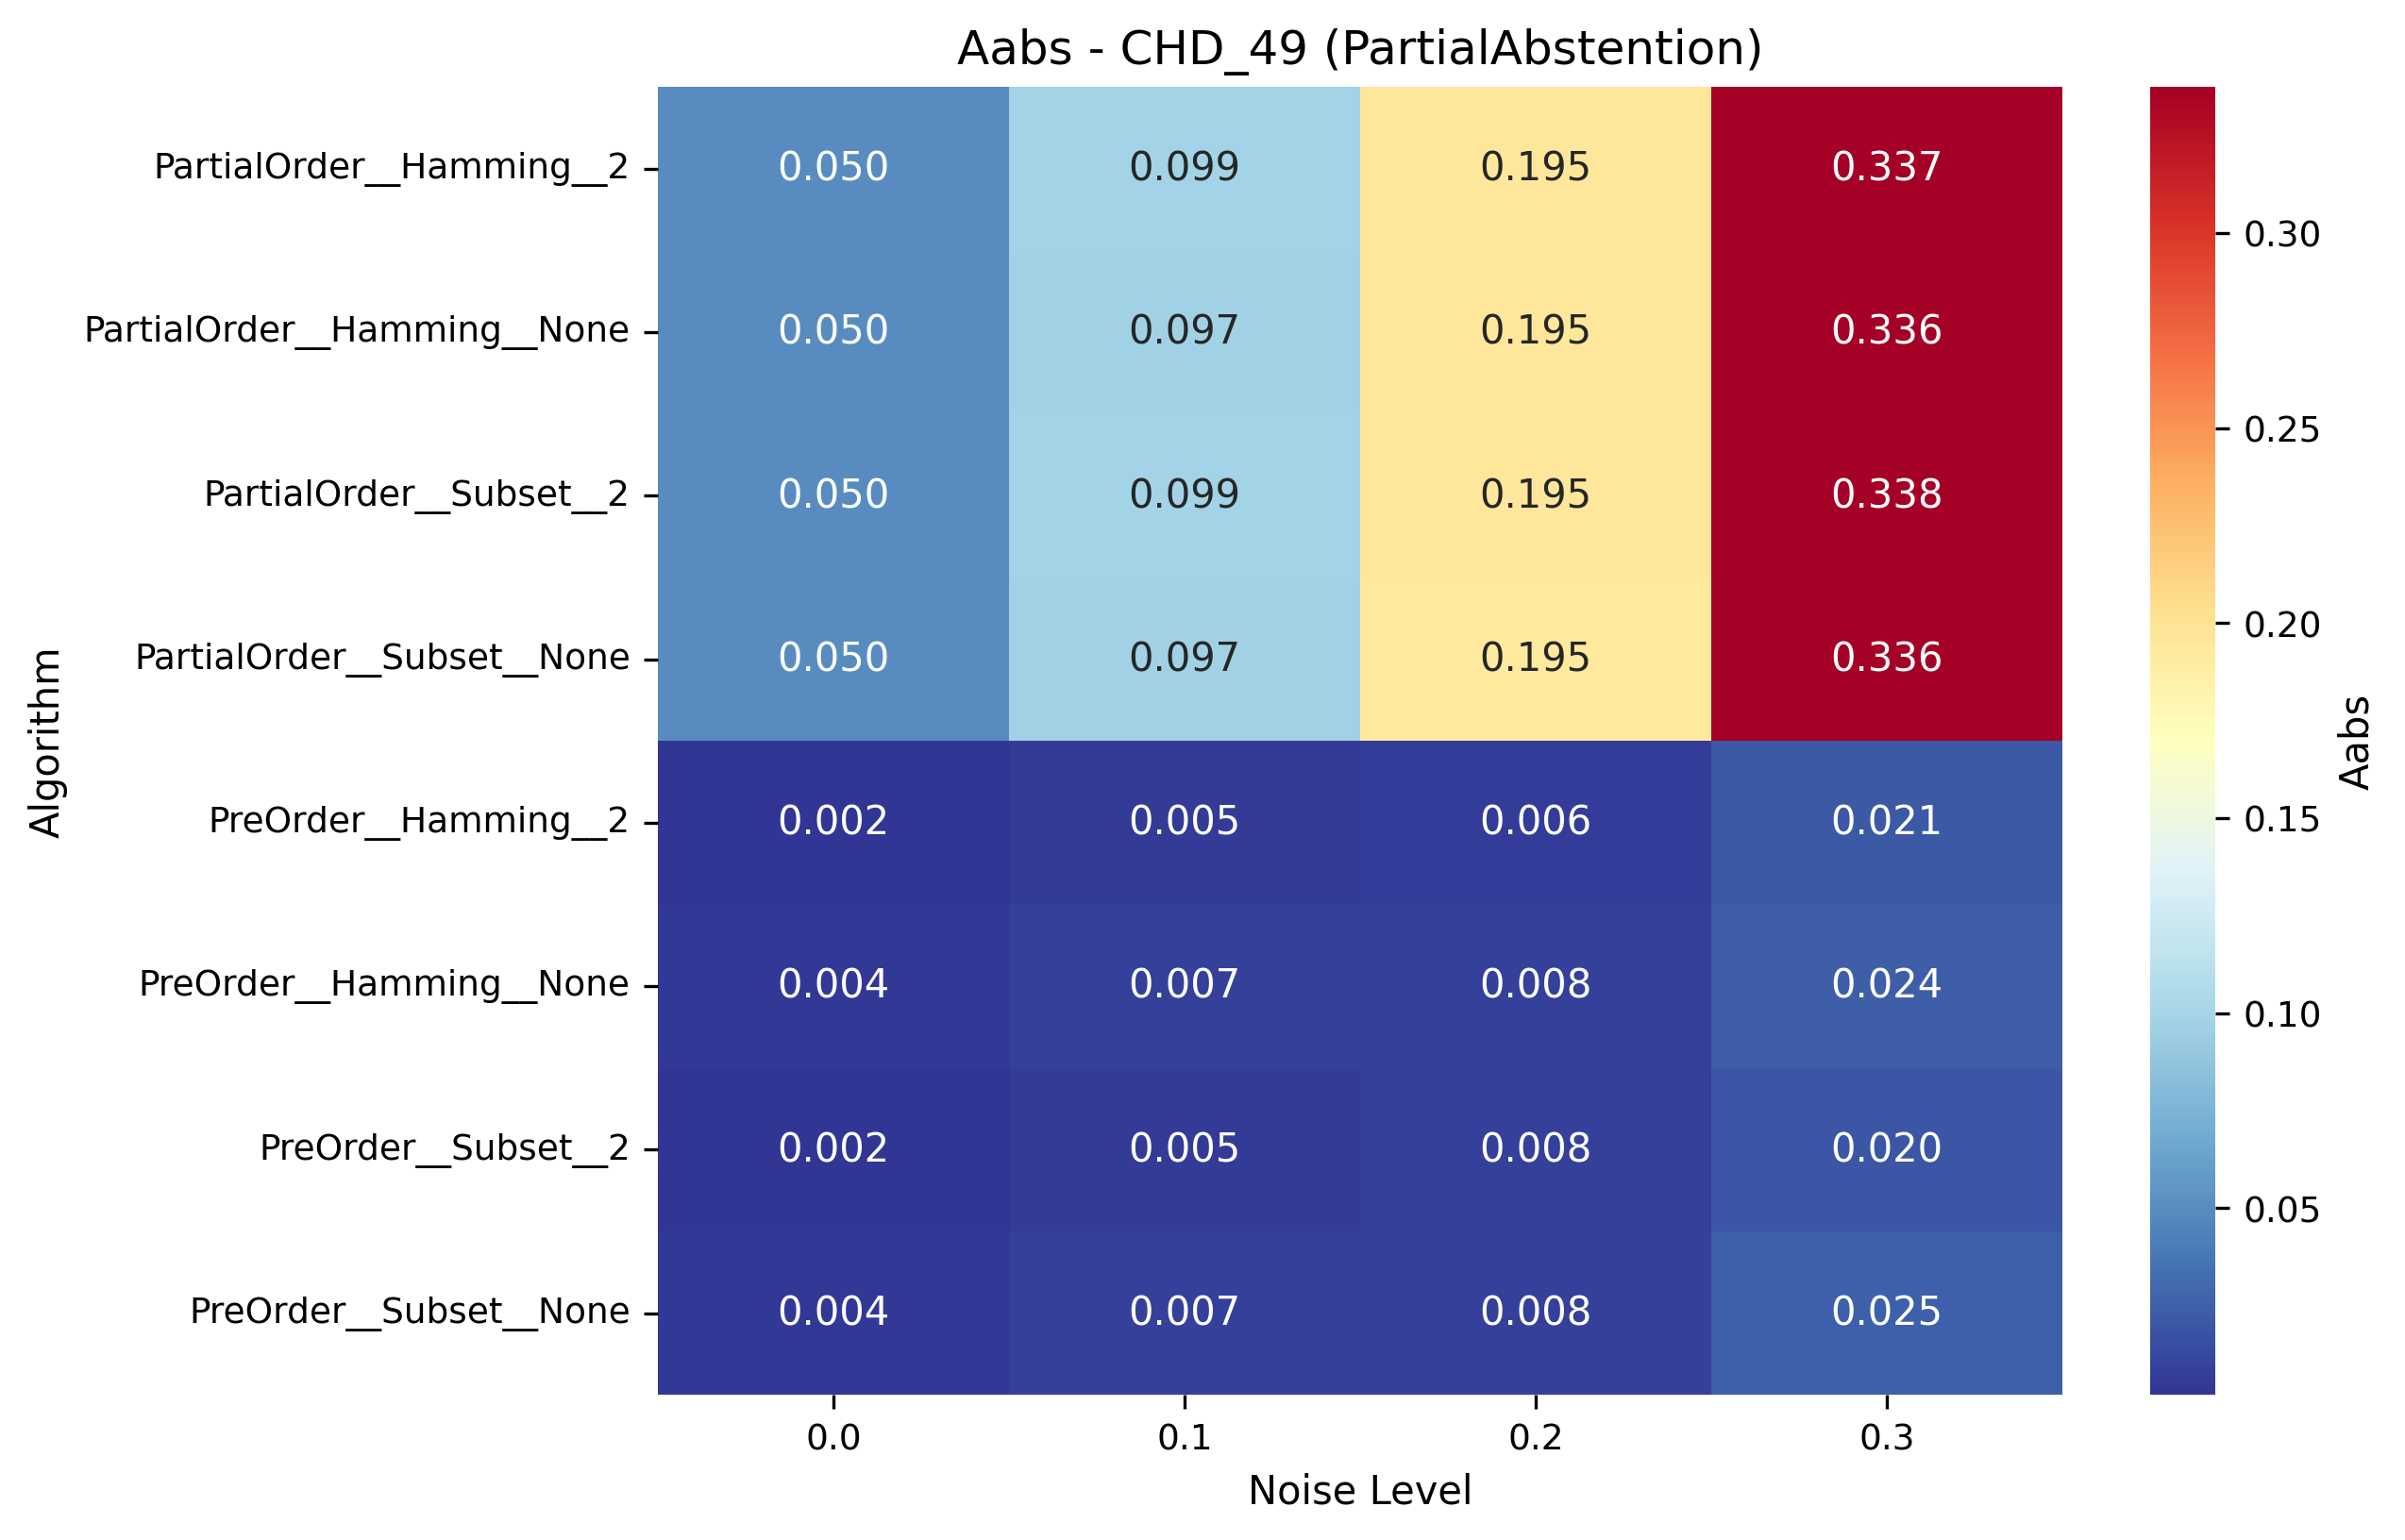 Aabs - CHD_49 (PartialAbstention)
PartialOrder__Hamming__2 0.050 0.099 0.195 0.337
PartialOrder__Hamming__None 0.050 0.097 0.195 0.336
PartialOrder__Subset__2 0.050 0.099 0.195 0.338
PartialOrder__Subset__None 0.050 0.097 0.195 0.336
PreOrder__Hamming__2 0.002 0.005 0.006 0.021
PreOrder__Hamming__None 0.004 0.007 0.008 0.024
PreOrder__Subset__2 0.002 0.005 0.008 0.020
PreOrder__Subset__None 0.004 0.007 0.008 0.025
Algorithm
0.0 0.1 0.2 0.3
Noise Level
0.30
0.25
0.20
0.15
0.10
0.05
Aabs